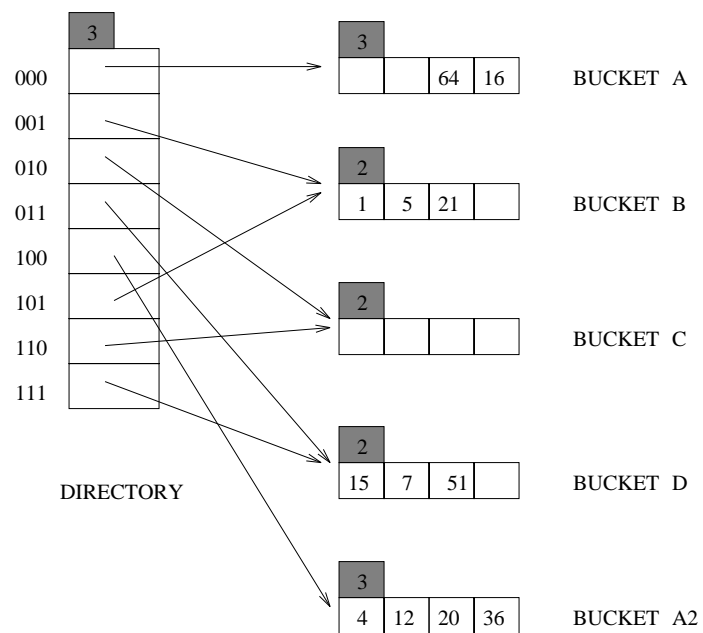 3
000
001
010
011
100
101
110
111
DIRECTORY
3
64 16 BUCKET A
2
1 5 21 BUCKET B
2
BUCKET C
2
15 7 51 BUCKET D
3
4 12 20 36 BUCKET A2